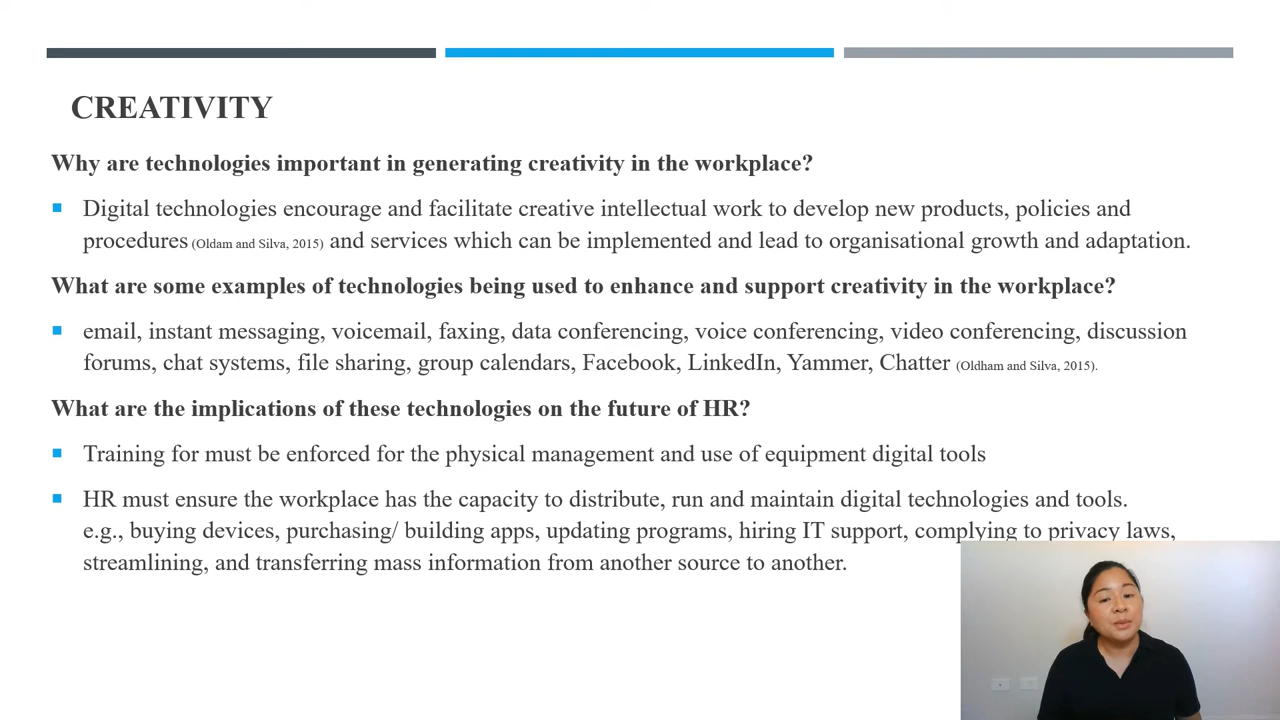 CREATIVITY
Why are technologies important in generating creativity in the workplace?
Digital technologies encourage and facilitate creative intellectual work to develop new products, policies and
procedures (Oldam and Silva, 2015) and services which can be implemented and lead to organisational growth and adaptation.
What are some examples of technologies being used to enhance and support creativity in the workplace?
email, instant messaging, voicemail, faxing, data conferencing, voice conferencing, video conferencing, discussion
forums, chat systems, file sharing, group calendars, Facebook, LinkedIn, Yammer, Chatter (Oldham and Silva, 2015).
What are the implications of these technologies on the future of HR?
Training for must be enforced for the physical management and use of equipment digital tools
HR must ensure the workplace has the capacity to distribute, run and maintain digital technologies and tools.
e.g., buying devices, purchasing/ building apps, updating programs, hiring IT support, complying to privacy laws,
streamlining, and transferring mass information from another source to another.